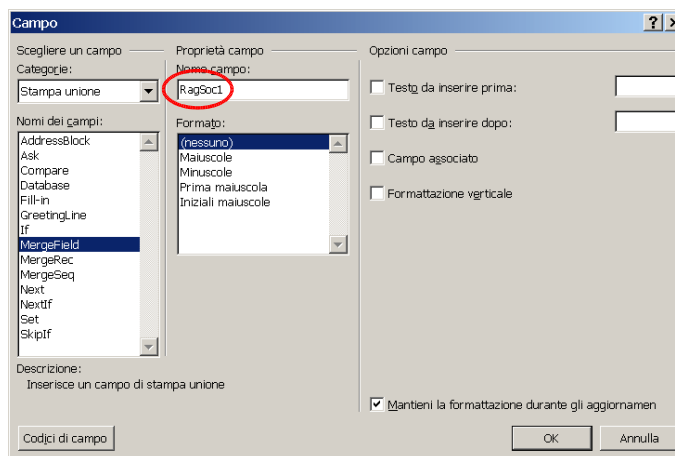 Campo
Scegliere un campo
Categorie:
Stampa unione
Nomi dei campi:
AddressBlock
Ask
Compare
Database
Fill-in
GreetingLine
If
MergeField
MergeRec
MergeSeq
Next
NextIf
Set
SkipIf
Proprietà campo
Nome campo:
RagSoc1
Formato:
(nessuno)
Maiuscole
Minuscole
Prima maiuscola
Iniziali maiuscole
Opzioni campo
Testo da inserire prima:
Testo da inserire dopo:
Campo associato
Formattazione verticale
Descrizione:
Inserisce un campo di stampa unione
Mantieni la formattazione durante gli aggiornamen
Codici di campo
OK
Annulla